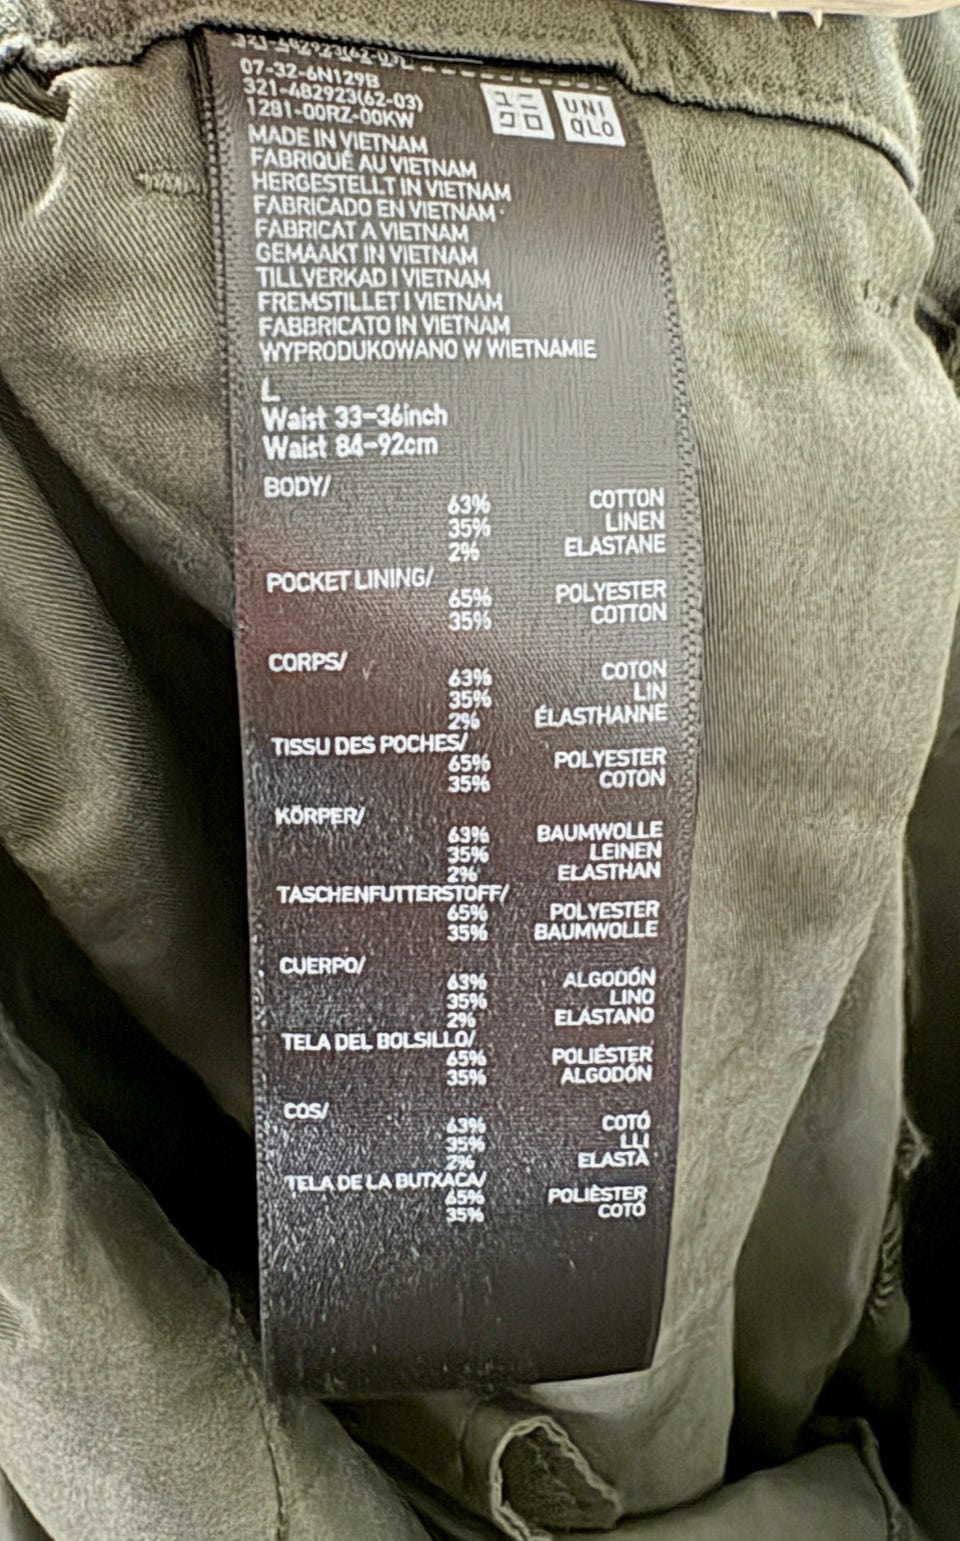 07-32-6N129B
321-482923(62-03)
1281-00RZ-00KW
ユニ
クロ
UNI
QLO
MADE IN VIETNAM
FABRIQUÉ AU VIETNAM
HERGESTELLT IN VIETNAM
FABRICADO EN VIETNAM
FABRICAT A VIETNAM
GEMAAKT IN VIETNAM
TILLVERKAD I VIETNAM
FREMSTILLET I VIETNAM
FABBRICATO IN VIETNAM
WYPRODUKOWANO W WIETNAMIE
L
Waist 33-36inch
Waist 84-92cm
BODY/
63% COTTON
35% LINEN
2% ELASTANE
POCKET LINING/
65% POLYESTER
35% COTTON
CORPS/
63% COTON
35% LIN
2% ÉLASTHANNE
TISSU DES POCHES/
65% POLYESTER
35% COTON
KÖRPER/
63% BAUMWOLLE
35% LEINEN
2% ELASTHAN
TASCHENFUTTERSTOFF/
65% POLYESTER
35% BAUMWOLLE
CUERPO/
63% ALGODÓN
35% LINO
2% ELASTANO
TELA DEL BOLSILLO/
65% POLIÉSTER
35% ALGODÓN
COS/
63% COTÓ
35% LLI
2% ELASTÀ
TELA DE LA BUTXACA/
65% POLIÈSTER
35% COTÓ